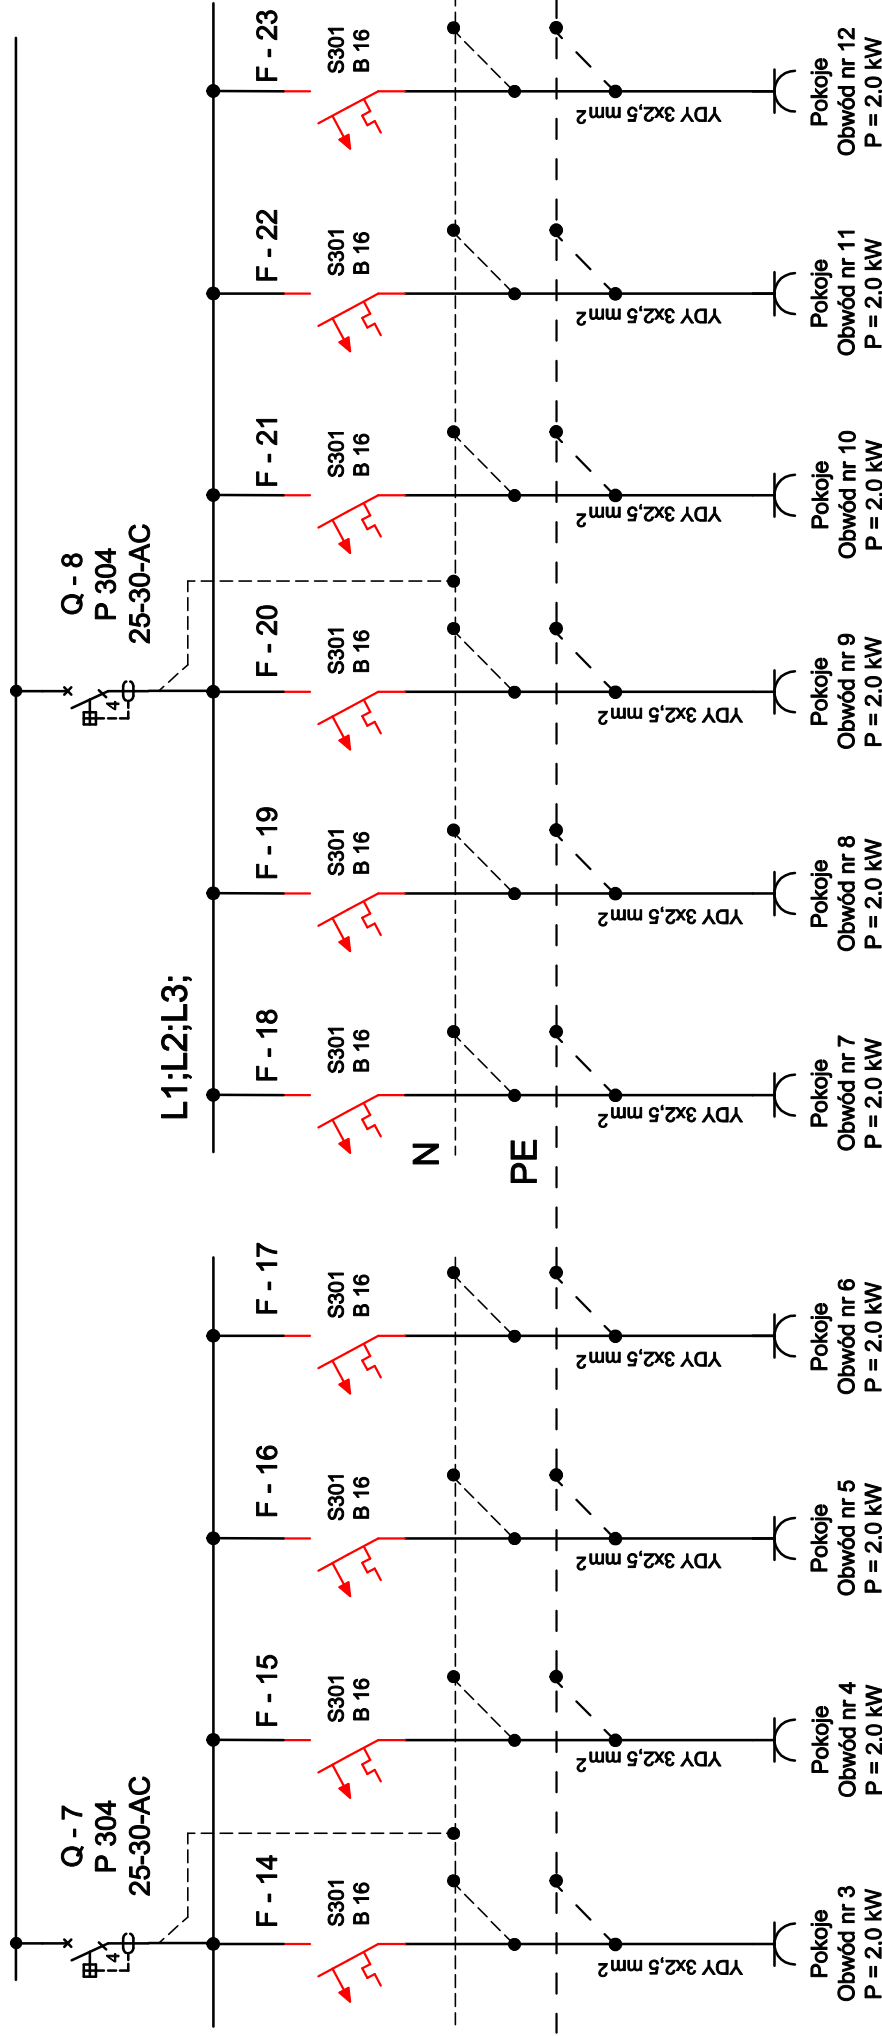 Q - 7
P 304
25-30-AC
4
Q - 8
P 304
25-30-AC
4
L1;L2;L3;
N
PE
F - 14
S301
B 16
YDY 3x2,5 mm²
Pokoje
Obwód nr 3
P = 2,0 kW
F - 15
S301
B 16
YDY 3x2,5 mm²
Pokoje
Obwód nr 4
P = 2,0 kW
F - 16
S301
B 16
YDY 3x2,5 mm²
Pokoje
Obwód nr 5
P = 2,0 kW
F - 17
S301
B 16
YDY 3x2,5 mm²
Pokoje
Obwód nr 6
P = 2,0 kW
F - 18
S301
B 16
YDY 3x2,5 mm²
Pokoje
Obwód nr 7
P = 2,0 kW
F - 19
S301
B 16
YDY 3x2,5 mm²
Pokoje
Obwód nr 8
P = 2,0 kW
F - 20
S301
B 16
YDY 3x2,5 mm²
Pokoje
Obwód nr 9
P = 2,0 kW
F - 21
S301
B 16
YDY 3x2,5 mm²
Pokoje
Obwód nr 10
P = 2,0 kW
F - 22
S301
B 16
YDY 3x2,5 mm²
Pokoje
Obwód nr 11
P = 2,0 kW
F - 23
S301
B 16
YDY 3x2,5 mm²
Pokoje
Obwód nr 12
P = 2,0 kW